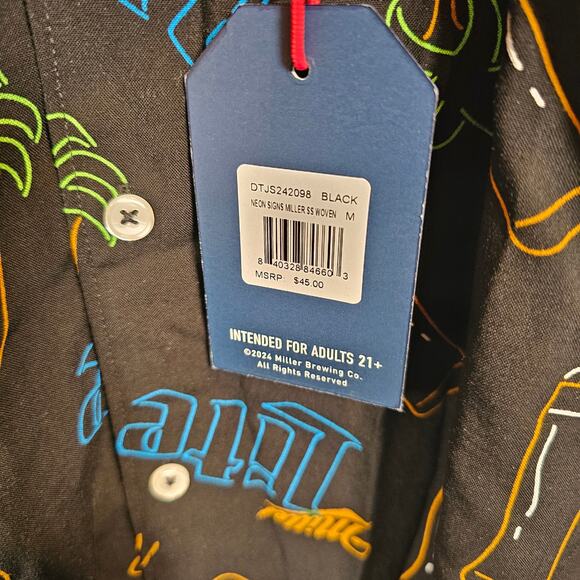 DTJS242098 BLACK
NEON SIGNS MILLER SS WOVEN M
8 40328 84660 3
MSRP: $45.00
INTENDED FOR ADULTS 21+
©2024 Miller Brewing Co.
All Rights Reserved
Lite
Miller